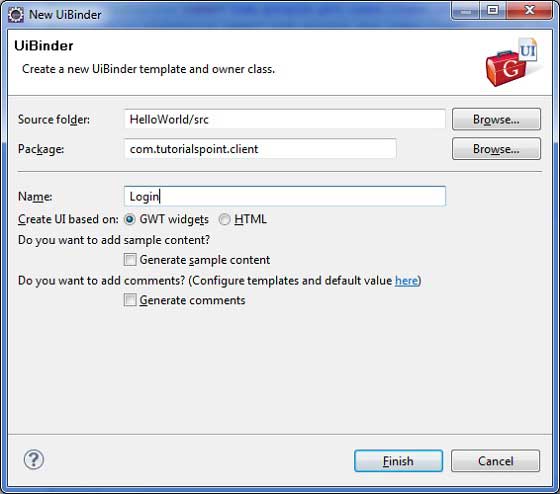 New UiBinder
UiBinder
Create a new UiBinder template and owner class.
UI
G
Source folder: HelloWorld/src Browse...
Package: com.tutorialspoint.client Browse...
Name: Login
Create UI based on: GWT widgets HTML
Do you want to add sample content?
Generate sample content
Do you want to add comments? (Configure templates and default value here)
Generate comments
? Finish Cancel